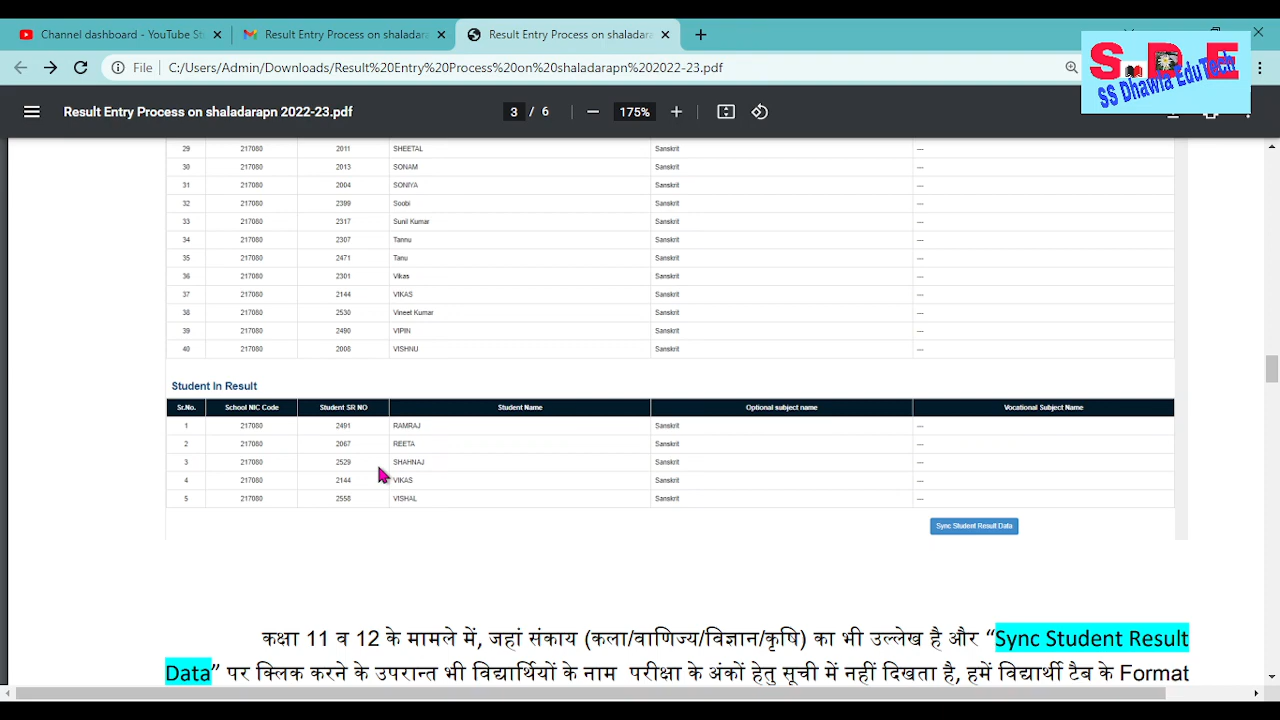 Channel dashboard - YouTube St
Result Entry Process on shaladarap
Result Entry Process on shaladarap
File C:/Users/Admin/Downloads/Result%20Entry%20Process%20on%20shaladarapn%202022-23.pdf
S D E
SS Dhawla EduTech
Result Entry Process on shaladarapn 2022-23.pdf
3 / 6
175%
29 217080 2011 SHEETAL Sanskrit ---
30 217080 2013 SONAM Sanskrit ---
31 217080 2004 SONIYA Sanskrit ---
32 217080 2399 Soobi Sanskrit ---
33 217080 2317 Sunil Kumar Sanskrit ---
34 217080 2307 Tannu Sanskrit ---
35 217080 2471 Tanu Sanskrit ---
36 217080 2301 Vikas Sanskrit ---
37 217080 2144 VIKAS Sanskrit ---
38 217080 2530 Vineet Kumar Sanskrit ---
39 217080 2490 VIPIN Sanskrit ---
40 217080 2008 VISHNU Sanskrit ---
Student In Result
Sr.No. School NIC Code Student SR NO Student Name Optional subject name Vocational Subject Name
1 217080 2491 RAMRAJ Sanskrit ---
2 217080 2067 REETA Sanskrit ---
3 217080 2529 SHAHNAJ Sanskrit ---
4 217080 2144 VIKAS Sanskrit ---
5 217080 2558 VISHAL Sanskrit ---
Sync Student Result Data
कक्षा 11 व 12 के मामले में, जहां संकाय (कला/वाणिज्य/विज्ञान/कृषि) का भी उल्लेख है और “Sync Student Result
Data” पर क्लिक करने के उपरान्त भी विद्यार्थियों के नाम परीक्षा के अंकों हेतु सूची में नहीं दिखता है, हमें विद्यार्थी टैब के Format